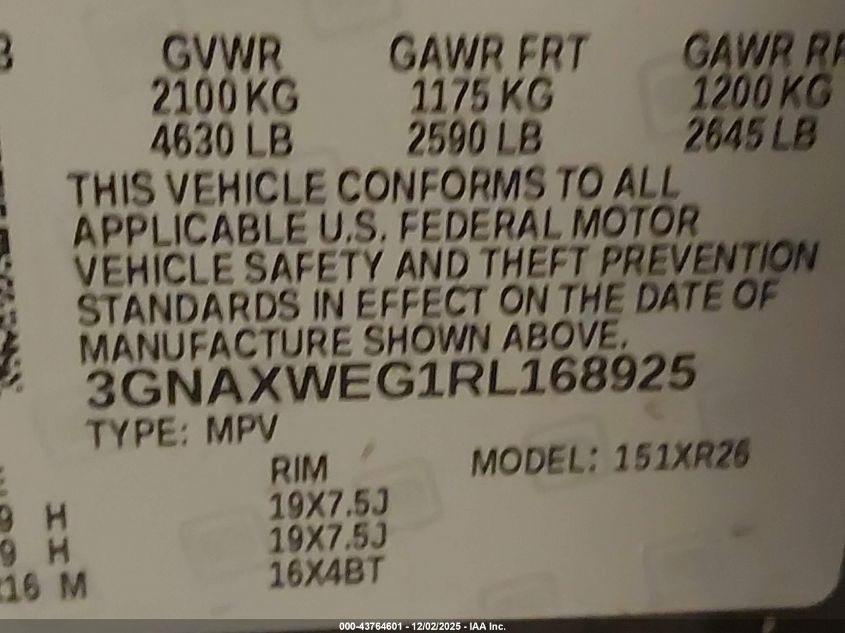 GVWR GAWR FRT GAWR
2100 KG 1175 KG 1200 KG
4630 LB 2590 LB 2645 LB
THIS VEHICLE CONFORMS TO ALL
APPLICABLE U.S. FEDERAL MOTOR
VEHICLE SAFETY AND THEFT PREVENTION
STANDARDS IN EFFECT ON THE DATE OF
MANUFACTURE SHOWN ABOVE.
3GNAXWEG1RL168925
TYPE: MPV
RIM MODEL: 151XR26
9 H 19X7.5J
9 H 19X7.5J
16 M 16X4BT
000-43764601 - 12/02/2025 - IAA Inc.